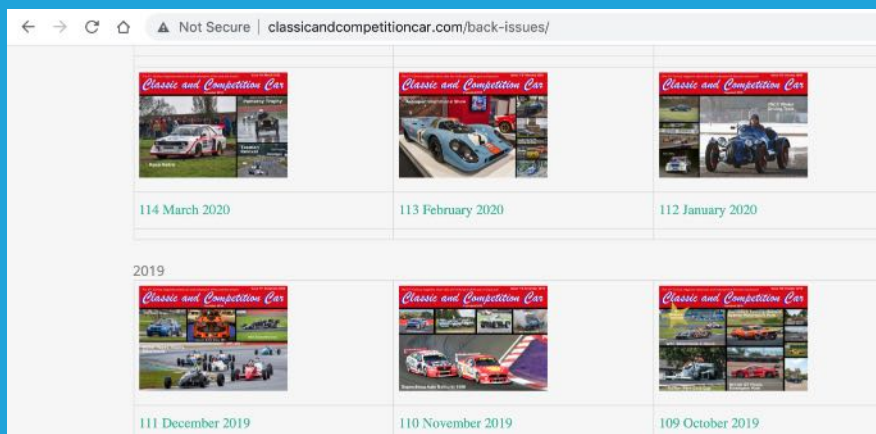 Not Secure | classicandcompetitioncar.com/back-issues/
Classic and Competition Car
Classic and Competition Car
Classic and Competition Car
114 March 2020
113 February 2020
112 January 2020
2019
Classic and Competition Car
Classic and Competition Car
Classic and Competition Car
111 December 2019
110 November 2019
109 October 2019